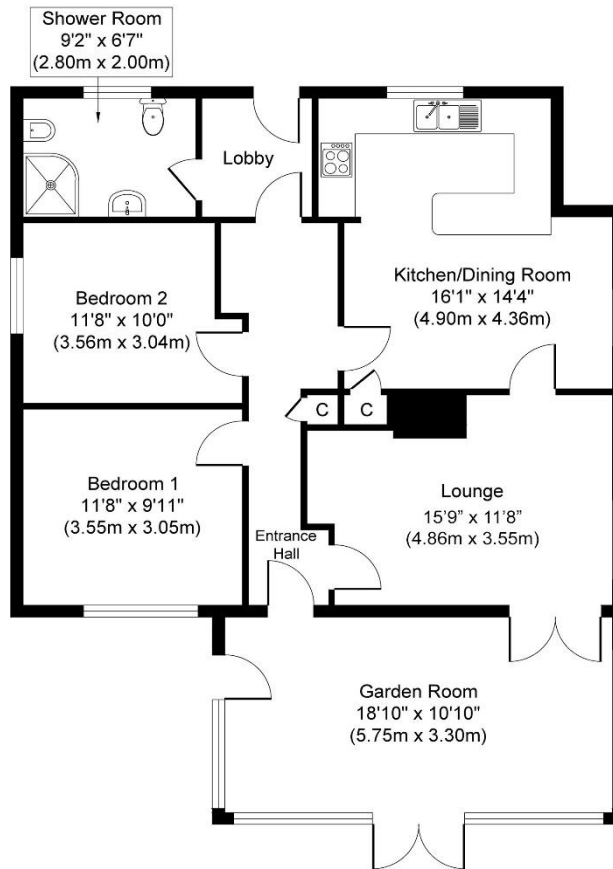 Shower Room
9'2" x 6'7"
(2.80m x 2.00m)
Lobby
Kitchen/Dining Room
16'1" x 14'4"
(4.90m x 4.36m)
Bedroom 2
11'8" x 10'0"
(3.56m x 3.04m)
C
C
Bedroom 1
11'8" x 9'11"
(3.55m x 3.05m)
Lounge
15'9" x 11'8"
(4.86m x 3.55m)
Entrance
Hall
Garden Room
18'10" x 10'10"
(5.75m x 3.30m)